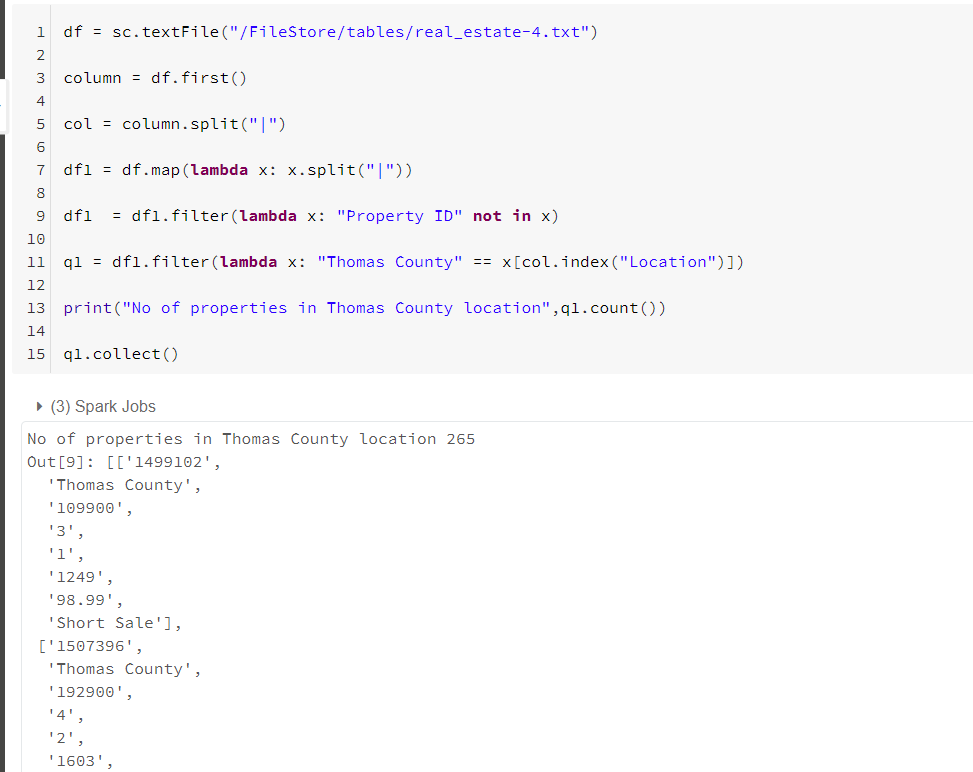 1 df = sc.textFile("/FileStore/tables/real_estate-4.txt")
2
3 column = df.first()
4
5 col = column.split("|")
6
7 df1 = df.map(lambda x: x.split("|"))
8
9 df1  = df1.filter(lambda x: "Property ID" not in x)
10
11 q1 = df1.filter(lambda x: "Thomas County" == x[col.index("Location")])
12
13 print("No of properties in Thomas County location",q1.count())
14
15 q1.collect()
(3) Spark Jobs
No of properties in Thomas County location 265
Out[9]: [['1499102',
'Thomas County',
'109900',
'3',
'1',
'1249',
'98.99',
'Short Sale'],
['1507396',
'Thomas County',
'192900',
'4',
'2',
'1603',